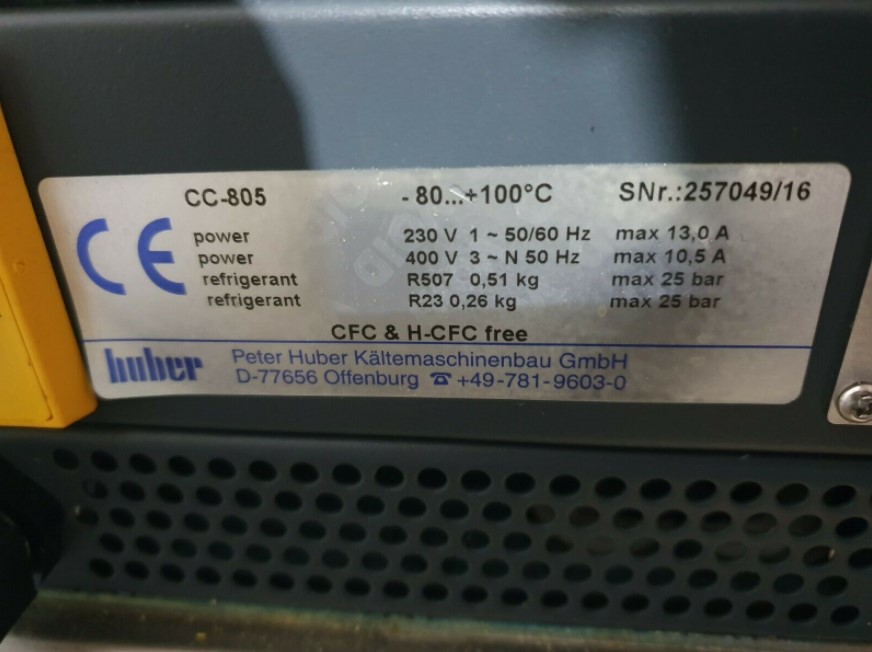 CC-805 - 80...+100°C SNr.:257049/16
CE
power 230 V 1 ~ 50/60 Hz max 13,0 A
power 400 V 3 ~ N 50 Hz max 10,5 A
refrigerant R507 0,51 kg max 25 bar
refrigerant R23 0,26 kg max 25 bar
CFC & H-CFC free
huber Peter Huber Kältemaschinenbau GmbH
D-77656 Offenburg ☎ +49-781-9603-0